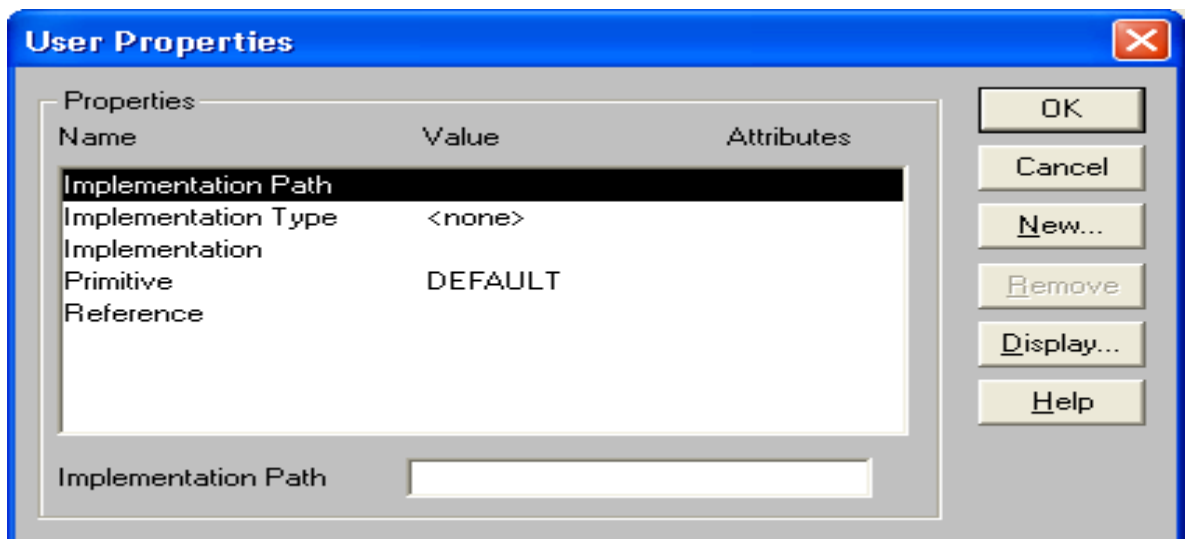 User Properties
Properties
Name Value Attributes
Implementation Path
Implementation Type <none>
Implementation
Primitive DEFAULT
Reference
Implementation Path
OK
Cancel
New...
Remove
Display...
Help